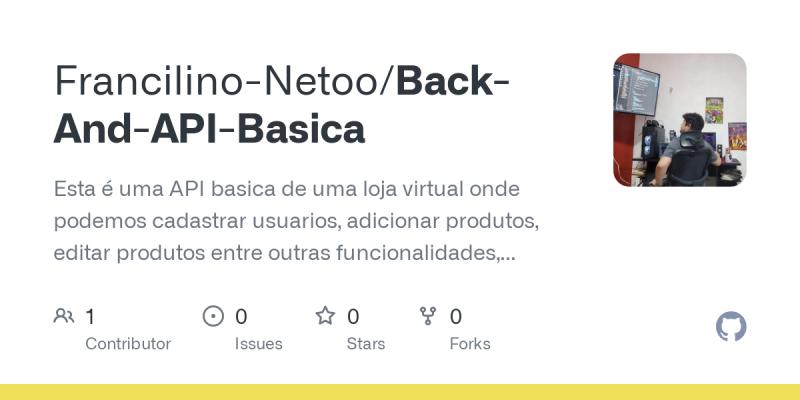 Francilino-Netoo/Back-
And-API-Basica
Esta é uma API basica de uma loja virtual onde
podemos cadastrar usuarios, adicionar produtos,
editar produtos entre outras funcionalidades,...
1
Contributor
0
Issues
0
Stars
0
Forks